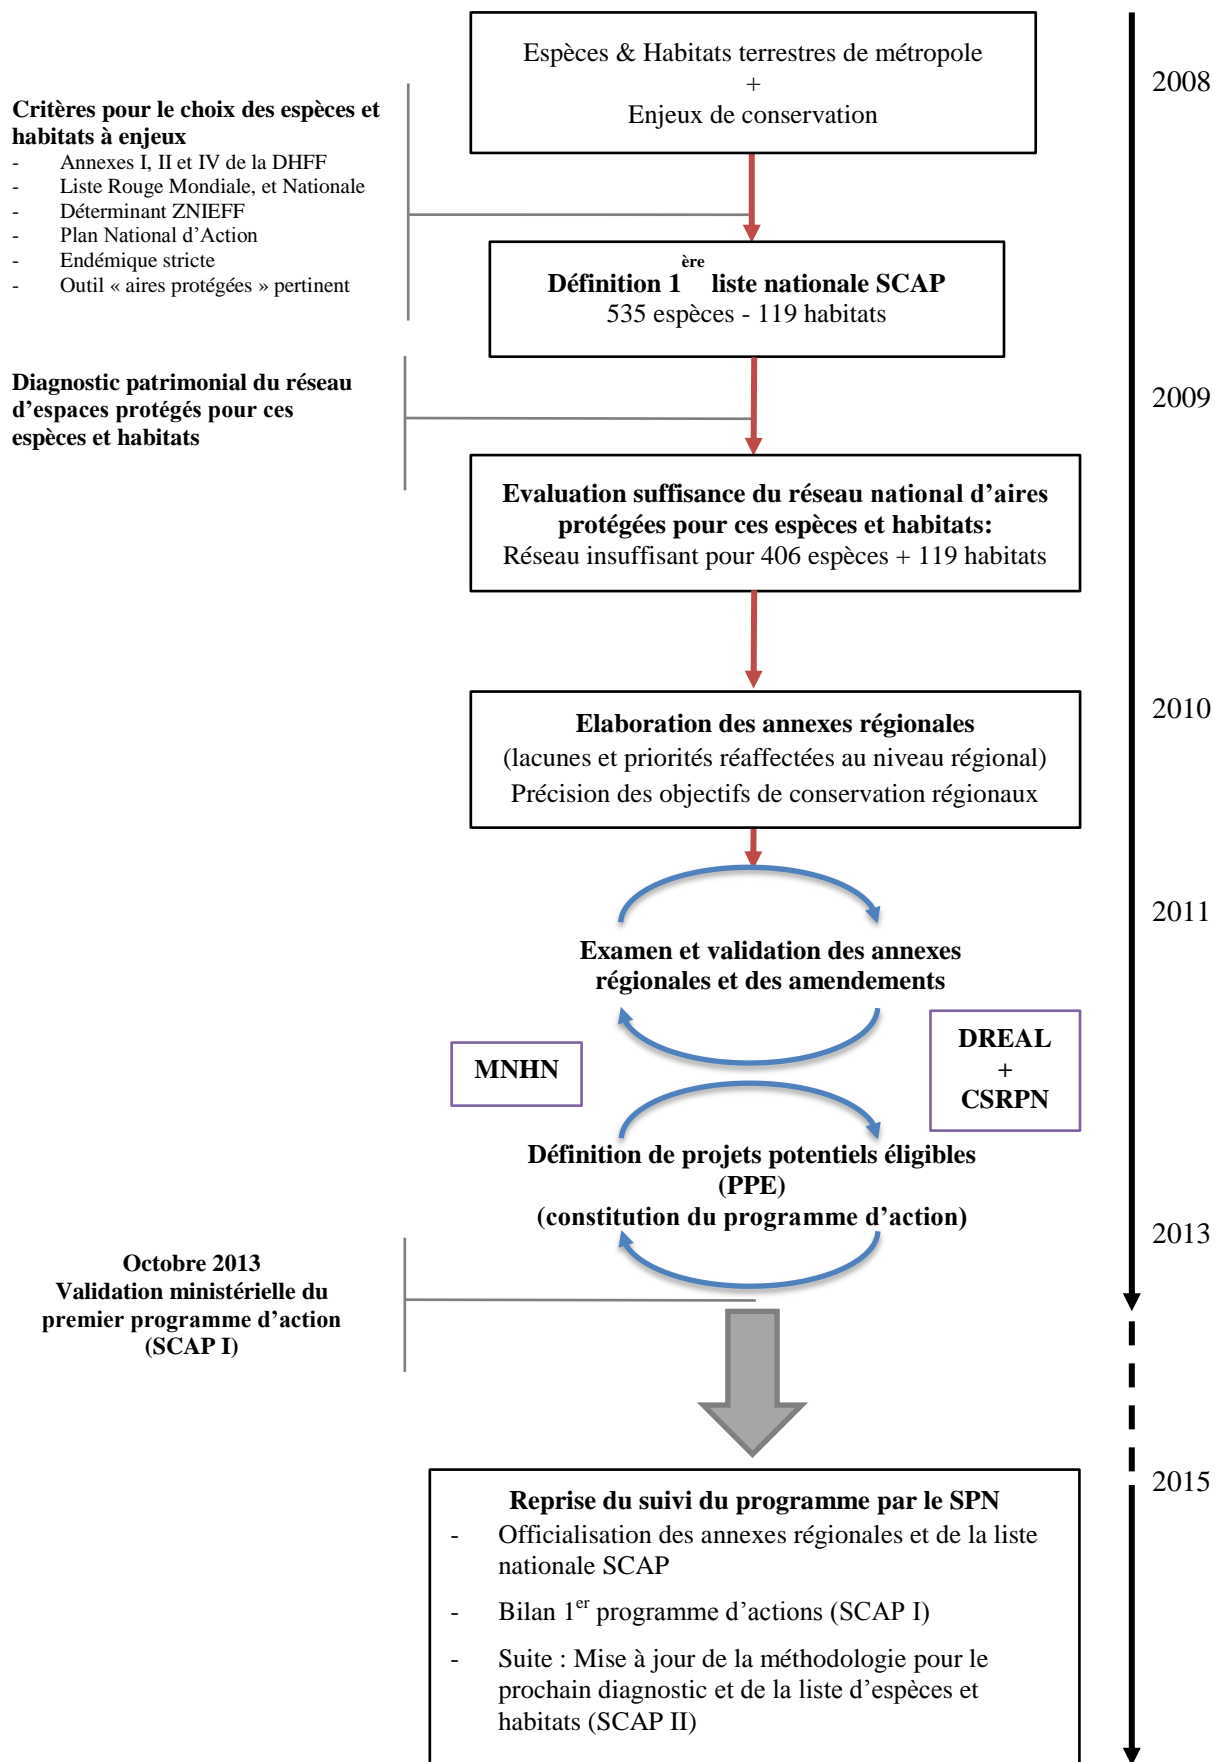 Espèces & Habitats terrestres de métropole
+
Enjeux de conservation
2008
Critères pour le choix des espèces et
habitats à enjeux
- Annexes I, II et IV de la DHFF
- Liste Rouge Mondiale, et Nationale
- Déterminant ZNIEFF
- Plan National d’Action
- Endémique stricte
- Outil « aires protégées » pertinent
Définition 1ère liste nationale SCAP
535 espèces - 119 habitats
Diagnostic patrimonial du réseau
d’espaces protégés pour ces
espèces et habitats
2009
Evaluation suffisance du réseau national d’aires
protégées pour ces espèces et habitats:
Réseau insuffisant pour 406 espèces + 119 habitats
2010
Elaboration des annexes régionales
(lacunes et priorités réaffectées au niveau régional)
Précision des objectifs de conservation régionaux
2011
Examen et validation des annexes
régionales et des amendements
MNHN
DREAL
+
CSRPN
Définition de projets potentiels éligibles
(PPE)
(constitution du programme d’action)
2013
Octobre 2013
Validation ministérielle du
premier programme d’action
(SCAP I)
2015
Reprise du suivi du programme par le SPN
- Officialisation des annexes régionales et de la liste
nationale SCAP
- Bilan 1er programme d’actions (SCAP I)
- Suite : Mise à jour de la méthodologie pour le
prochain diagnostic et de la liste d’espèces et
habitats (SCAP II)